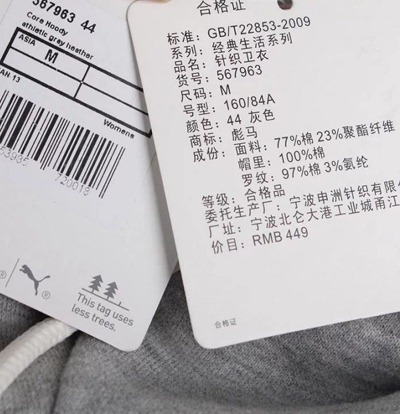 567963 44
Core Hoody
athletic gray heather
ASIA
M
AN 13
Womens
720018
This tag uses
less trees.
合格证
标准: GB/T22853-2009
系列: 经典生活系列
品名: 针织卫衣
货号: 567963
尺码: M
号型: 160/84A
颜色: 44 灰色
商标: 彪马
成份: 面料: 77%棉 23%聚酯纤维
帽里: 100%棉
罗纹: 97%棉 3%氨纶
等级: 合格品
委托生产厂: 宁波申洲针织有限公
厂址: 宁波北仑大港工业城甬江
价目: RMB 449
合格证